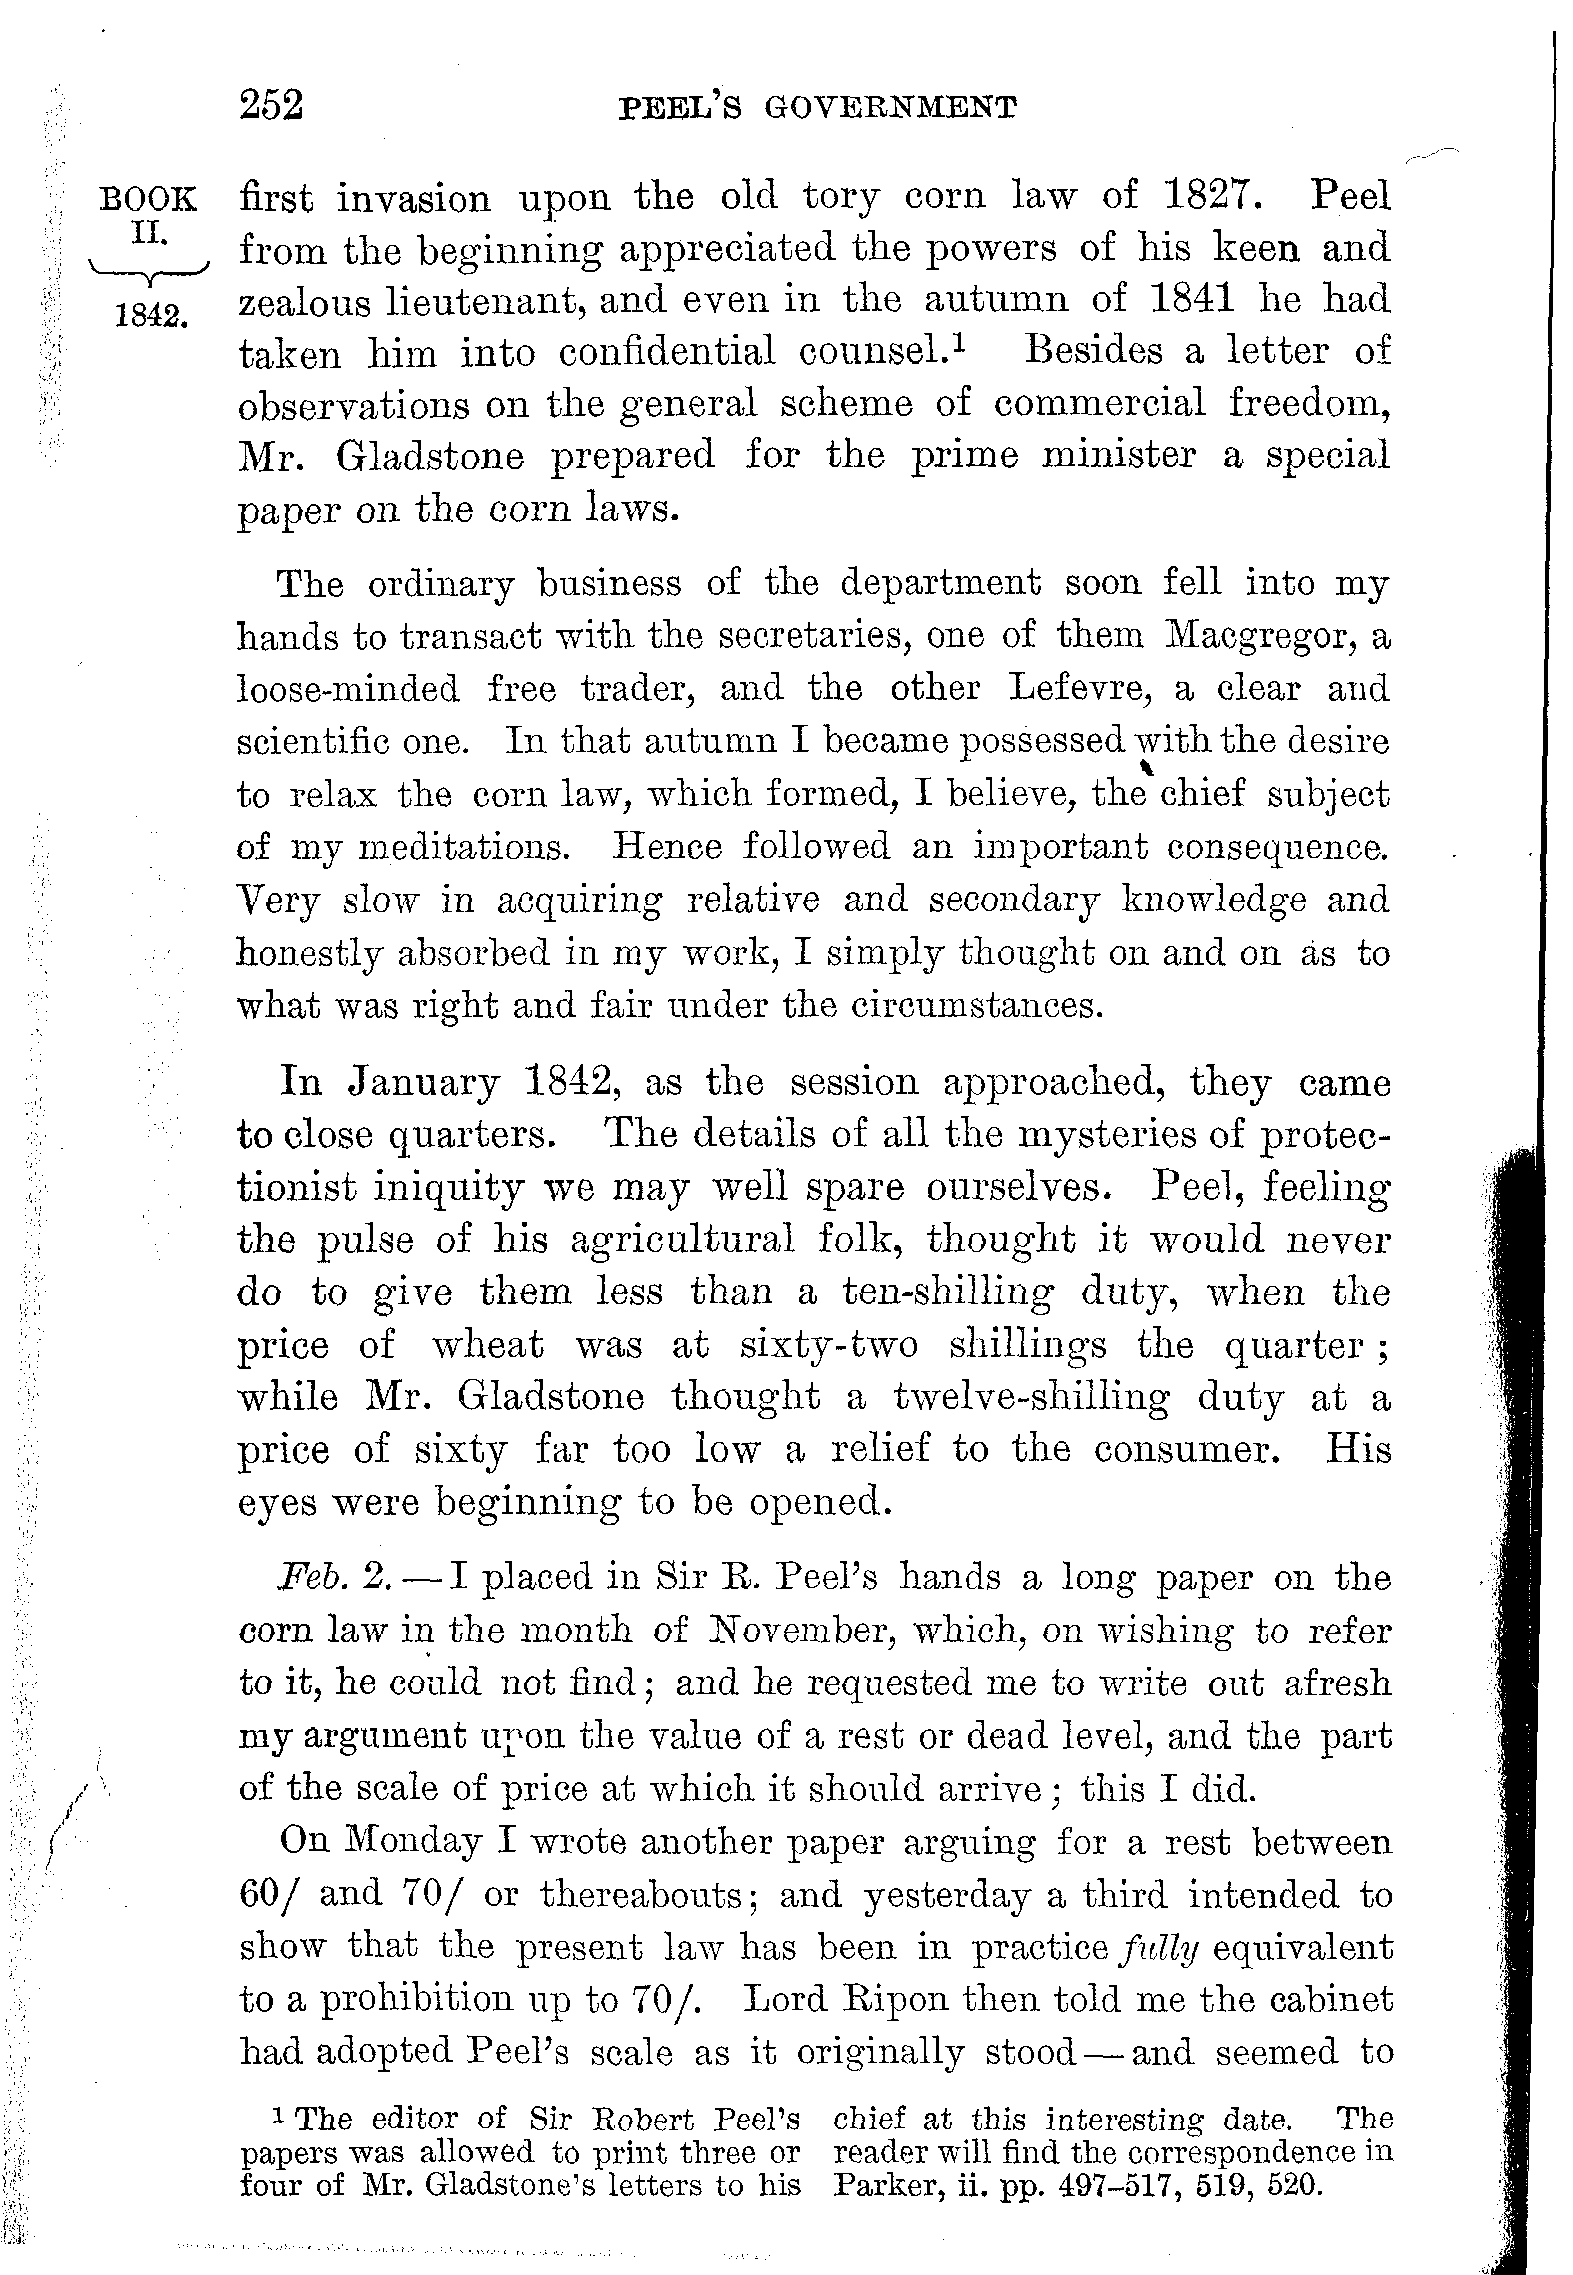 252 PEEL'S GOVERNMENT
BOOK
II.
1842.
first invasion upon the old tory corn law of 1827. Peel
from the beginning appreciated the powers of his keen and
zealous lieutenant, and even in the autumn of 1841 he had
taken him into confidential counsel.¹ Besides a letter of
observations on the general scheme of commercial freedom,
Mr. Gladstone prepared for the prime minister a special
paper on the corn laws.
The ordinary business of the department soon fell into my
hands to transact with the secretaries, one of them Macgregor, a
loose-minded free trader, and the other Lefevre, a clear and
scientific one. In that autumn I became possessed with the desire
to relax the corn law, which formed, I believe, the chief subject
of my meditations. Hence followed an important consequence.
Very slow in acquiring relative and secondary knowledge and
honestly absorbed in my work, I simply thought on and on as to
what was right and fair under the circumstances.
In January 1842, as the session approached, they came
to close quarters. The details of all the mysteries of protec-
tionist iniquity we may well spare ourselves. Peel, feeling
the pulse of his agricultural folk, thought it would never
do to give them less than a ten-shilling duty, when the
price of wheat was at sixty-two shillings the quarter;
while Mr. Gladstone thought a twelve-shilling duty at a
price of sixty far too low a relief to the consumer. His
eyes were beginning to be opened.
Feb. 2.—I placed in Sir R. Peel's hands a long paper on the
corn law in the month of November, which, on wishing to refer
to it, he could not find; and he requested me to write out afresh
my argument upon the value of a rest or dead level, and the part
of the scale of price at which it should arrive; this I did.
On Monday I wrote another paper arguing for a rest between
60/ and 70/ or thereabouts; and yesterday a third intended to
show that the present law has been in practice fully equivalent
to a prohibition up to 70/. Lord Ripon then told me the cabinet
had adopted Peel's scale as it originally stood—and seemed to
¹ The editor of Sir Robert Peel's
papers was allowed to print three or
four of Mr. Gladstone's letters to his
chief at this interesting date. The
reader will find the correspondence in
Parker, ii. pp. 497–517, 519, 520.